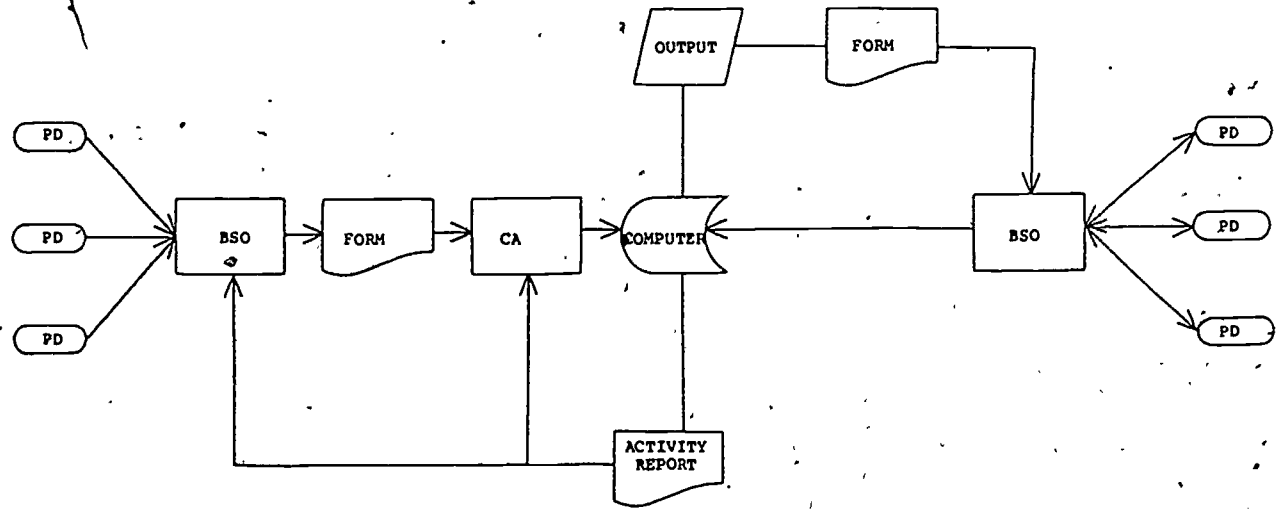 OUTPUT
FORM
PD
PD
PD
BSO
FORM
CA
COMPUTER
BSO
PD
PD
PD
ACTIVITY
REPORT